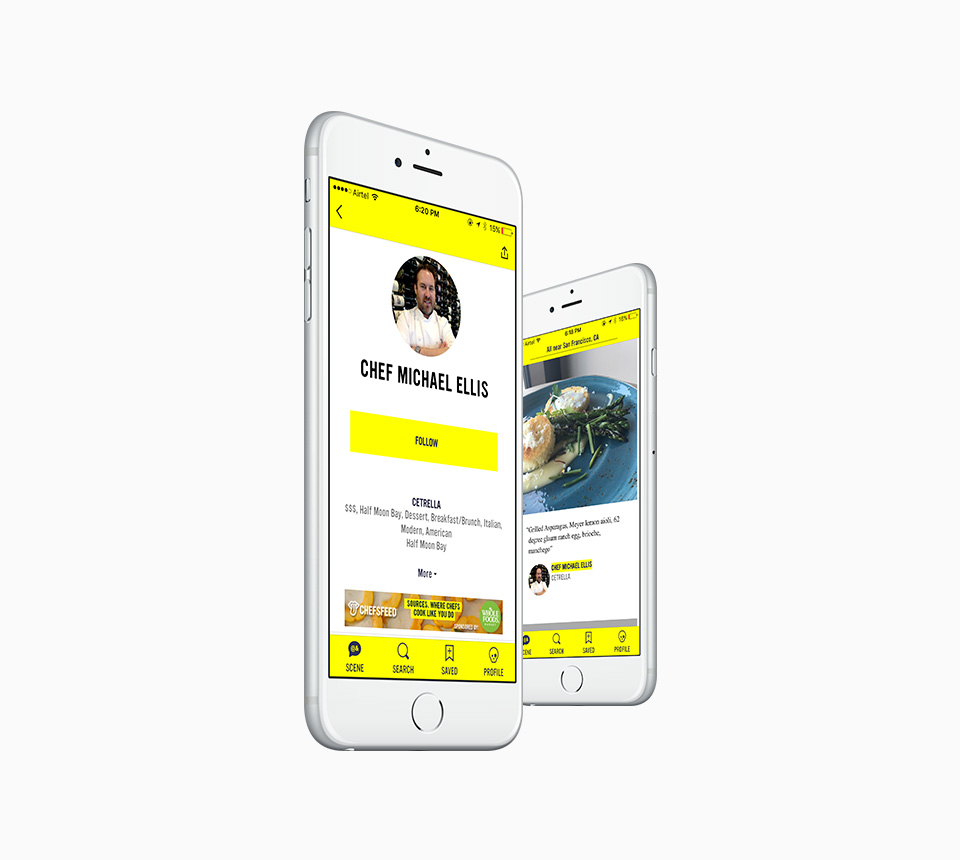 Airtel
6:20 PM
15%
CHEF MICHAEL ELLIS
FOLLOW
CETRELLA
$$$, Half Moon Bay, Dessert, Breakfast/Brunch, Italian,
Modern, American
Half Moon Bay
More
CHEFSFEED
SOURCES. WHERE CHEFS
COOK LIKE YOU DO
SPONSORED BY
WHOLE
FOODS
SCENE
SEARCH
SAVED
PROFILE
Airtel
6:18 PM
16%
All near San Francisco, CA
“Grilled Asparagus, Meyer lemon aioli, 62
degree glaum ranch egg, brioche,
manchego”
CHEF MICHAEL ELLIS
CETRELLA
CENE
SEARCH
SAVED
PROFILE